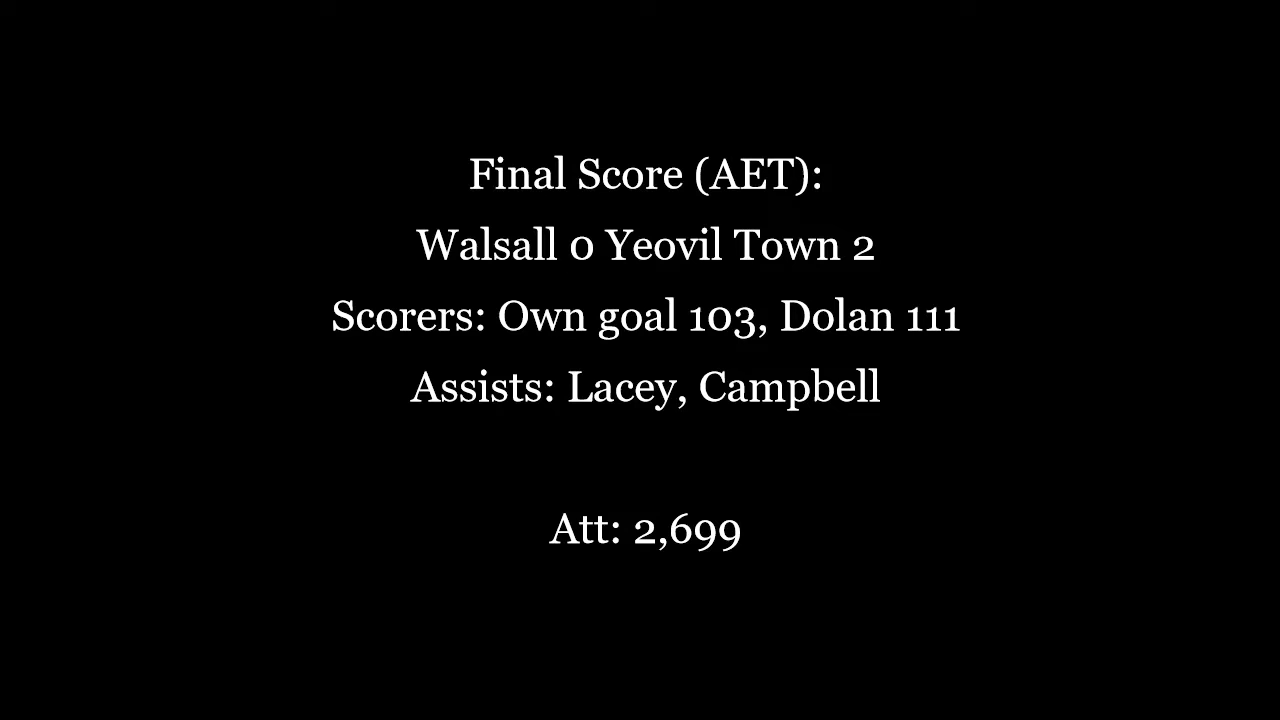 Final Score (AET):
Walsall 0 Yeovil Town 2
Scorers: Own goal 103, Dolan 111
Assists: Lacey, Campbell
Att: 2,699